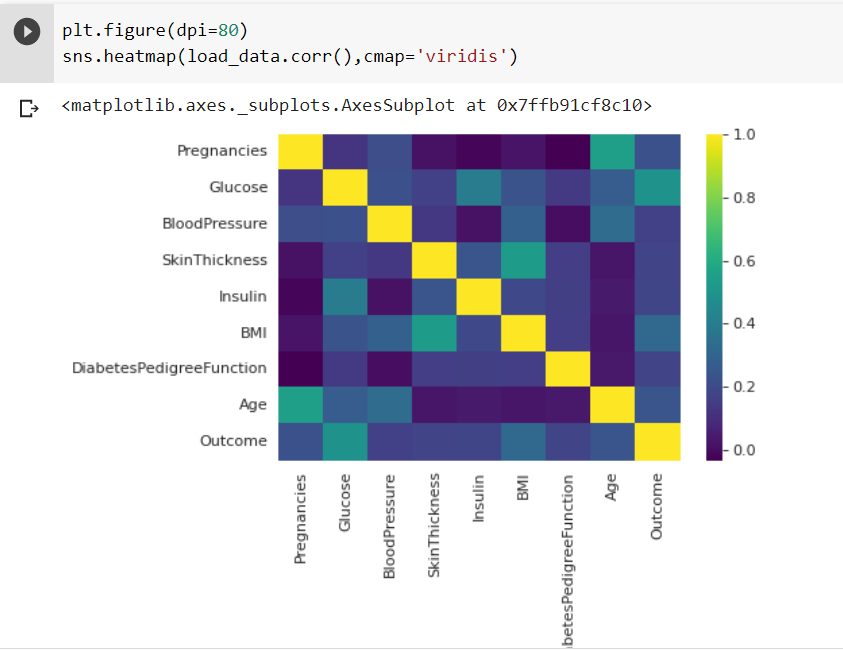 plt.figure(dpi=80)
sns.heatmap(load_data.corr(),cmap='viridis')
<matplotlib.axes._subplots.AxesSubplot at 0x7ffb91cf8c10>
Pregnancies
Glucose
BloodPressure
SkinThickness
Insulin
BMI
DiabetesPedigreeFunction
Age
Outcome
1.0
0.8
0.6
0.4
0.2
0.0
Pregnancies
Glucose
BloodPressure
SkinThickness
Insulin
BMI
betesPedigreeFunction
Age
Outcome